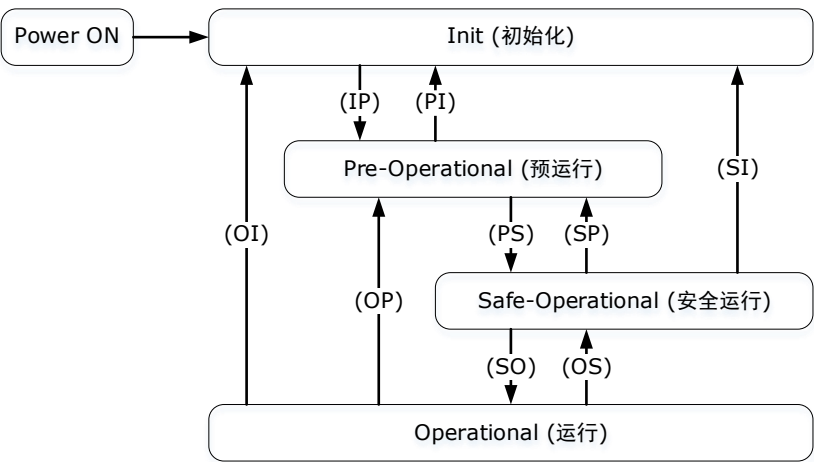 Power ON
Init (初始化)
(IP)
(PI)
Pre-Operational (预运行)
(SI)
(OI)
(PS)
(SP)
(OP)
Safe-Operational (安全运行)
(SO)
(OS)
Operational (运行)